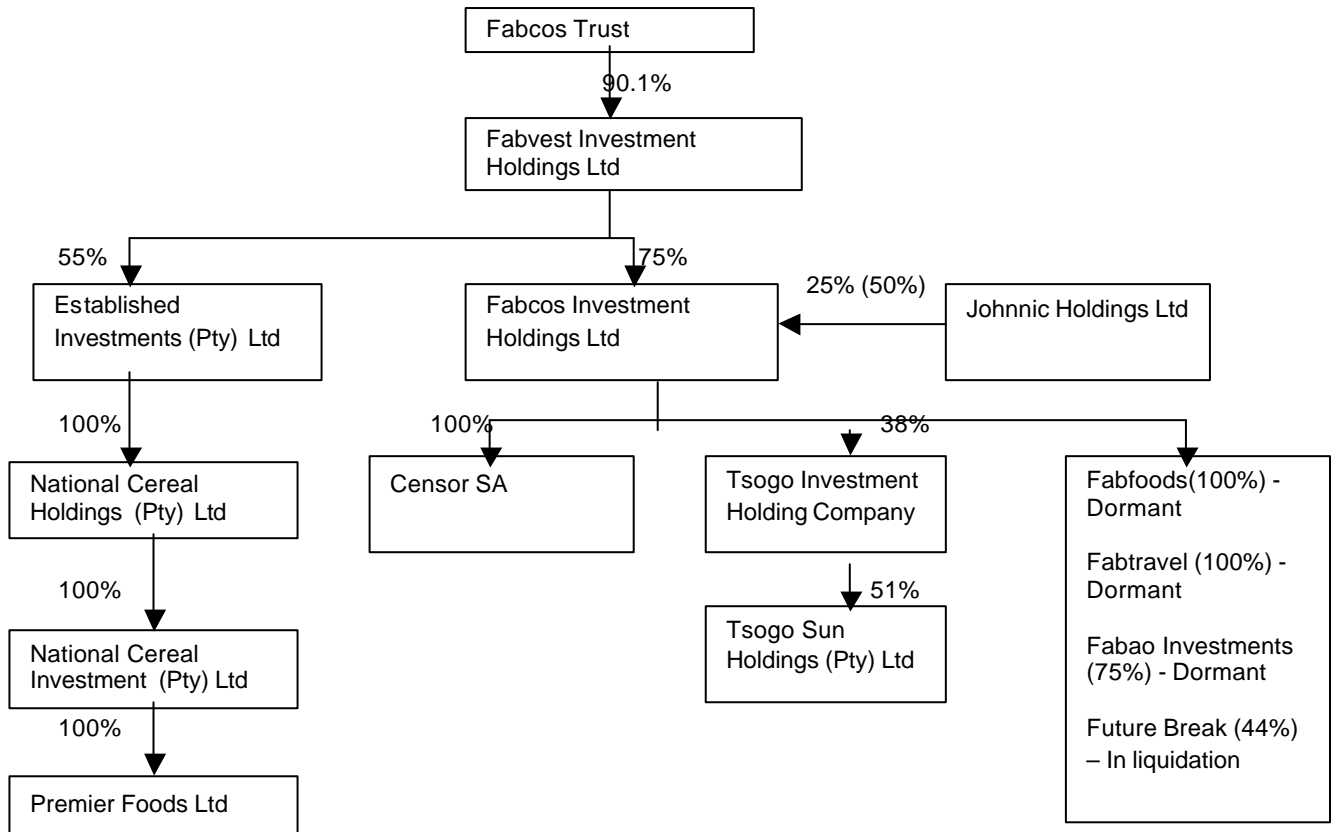 Fabcos Trust
90.1%
Fabvest Investment
Holdings Ltd
55%
75%
Established
Investments (Pty) Ltd
Fabcos Investment
Holdings Ltd
25% (50%)
Johnnic Holdings Ltd
100%
100%
38%
National Cereal
Holdings (Pty) Ltd
Censor SA
Tsogo Investment
Holding Company
Fabfoods(100%) -
Dormant
Fabtravel (100%) -
Dormant
Fabao Investments
(75%) - Dormant
Future Break (44%)
– In liquidation
100%
51%
National Cereal
Investment (Pty) Ltd
Tsogo Sun
Holdings (Pty) Ltd
100%
Premier Foods Ltd